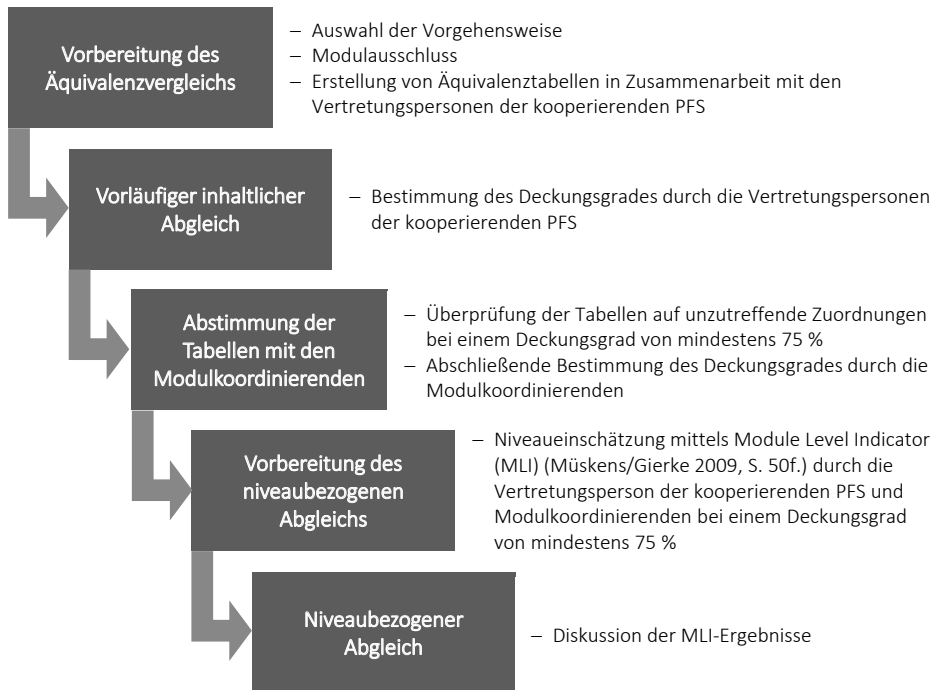 Vorbereitung des
Äquivalenzvergleichs
– Auswahl der Vorgehensweise
– Modulausschluss
– Erstellung von Äquivalenztabellen in Zusammenarbeit mit den
Vertretungspersonen der kooperierenden PFS
Vorläufiger inhaltlicher
Abgleich
– Bestimmung des Deckungsgrades durch die Vertretungspersonen
der kooperierenden PFS
Abstimmung der
Tabellen mit den
Modulkoordinierenden
– Überprüfung der Tabellen auf unzutreffende Zuordnungen
bei einem Deckungsgrad von mindestens 75 %
– Abschließende Bestimmung des Deckungsgrades durch die
Modulkoordinierenden
Vorbereitung des
niveaubezogenen
Abgleichs
– Niveaueinschätzung mittels Module Level Indicator
(MLI) (Müskens/Gierke 2009, S. 50f.) durch die
Vertretungsperson der kooperierenden PFS und
Modulkoordinierenden bei einem Deckungsgrad
von mindestens 75 %
Niveaubezogener
Abgleich
– Diskussion der MLI-Ergebnisse